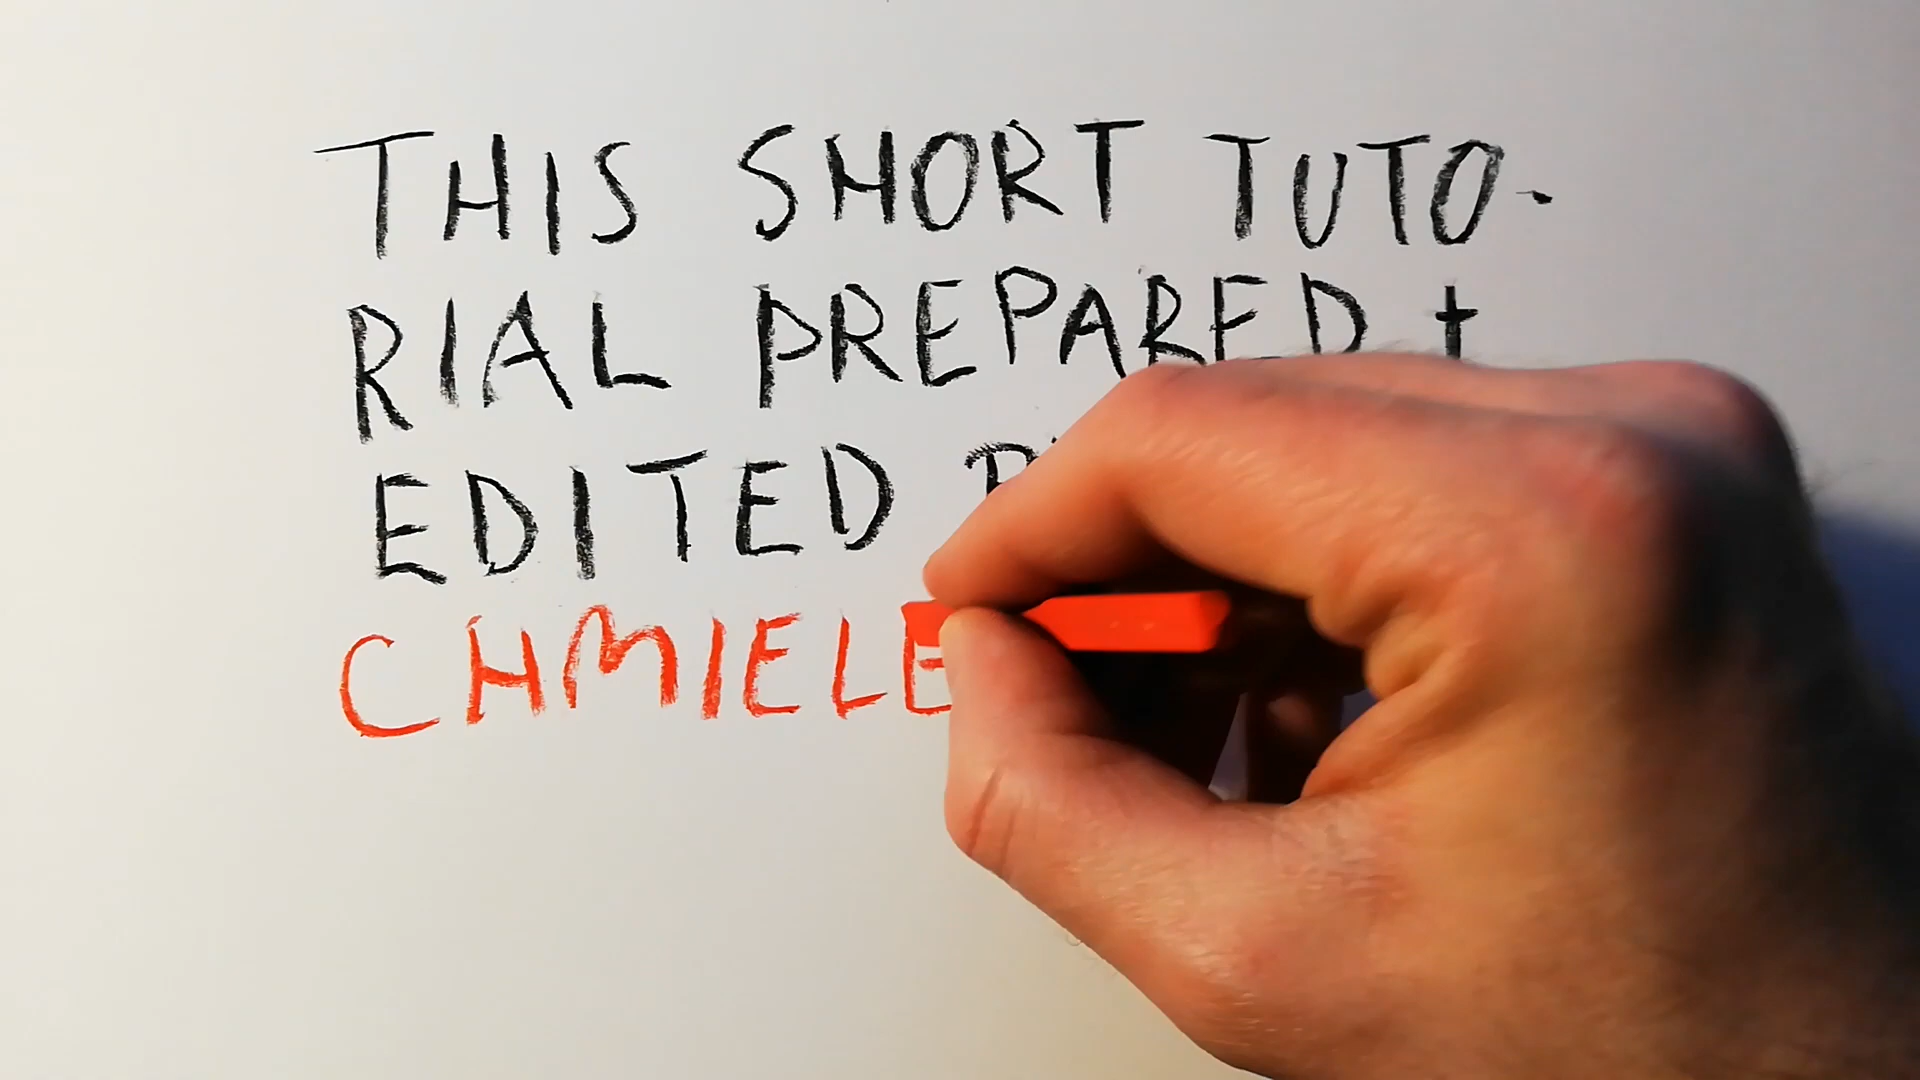 THIS SHORT TUTO-
RIAL PREPARED +
EDITED
CHMIELE